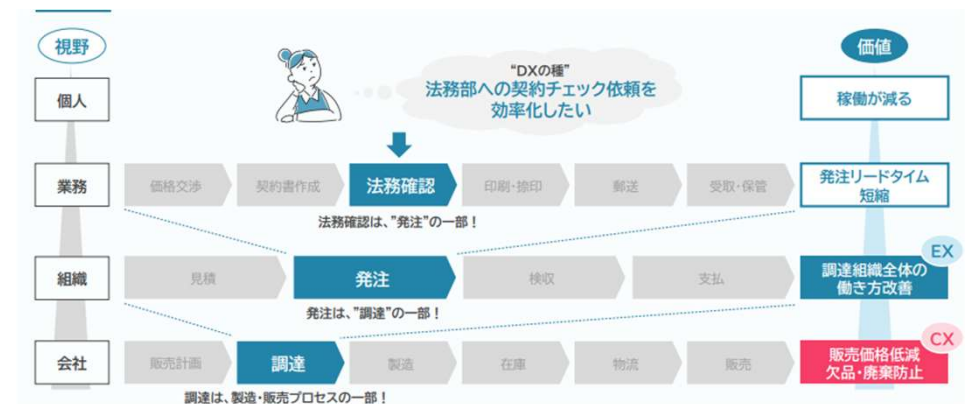 視野
価値
“DXの種”
法務部への契約チェック依頼を
効率化したい
個人
稼働が減る
業務
価格交渉
契約書作成
法務確認
印刷・捺印
郵送
受取・保管
発注リードタイム
短縮
法務確認は、”発注”の一部！
EX
組織
見積
発注
検収
支払
調達組織全体の
働き方改善
発注は、”調達”の一部！
CX
会社
販売計画
調達
製造
在庫
物流
販売
販売価格低減
欠品・廃棄防止
調達は、製造・販売プロセスの一部！